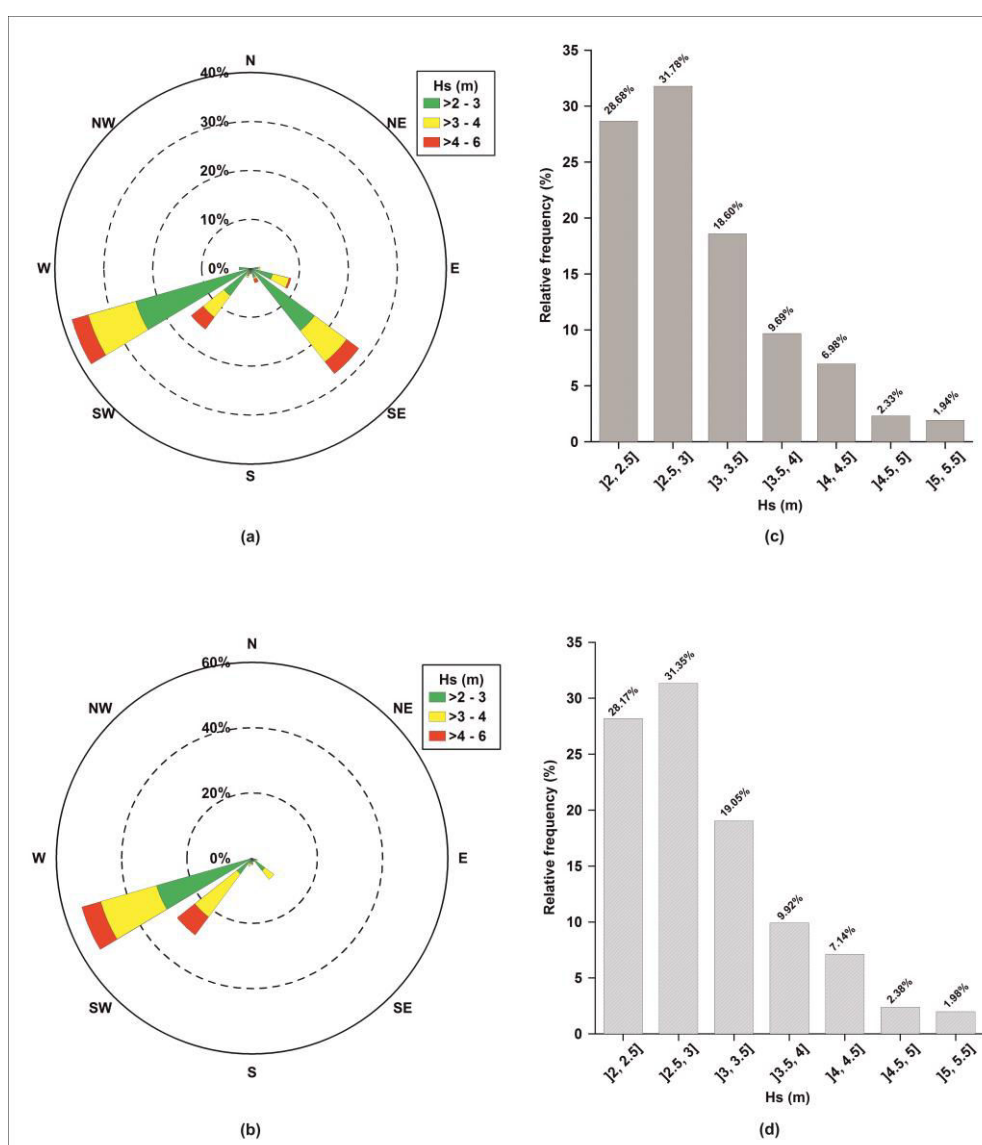 N
40%
30%
20%
10%
0%
NW
NE
W
E
SW
SE
S
Hs (m)
>2 - 3
>3 - 4
>4 - 6
(a)
35
30
25
20
15
10
5
0
Relative frequency (%)
28.68%
31.78%
18.60%
9.69%
6.98%
2.33%
1.94%
]2, 2.5]
]2.5, 3]
]3, 3.5]
]3.5, 4]
]4, 4.5]
]4.5, 5]
]5, 5.5]
Hs (m)
(c)
N
60%
40%
20%
0%
NW
NE
W
E
SW
SE
S
Hs (m)
>2 - 3
>3 - 4
>4 - 6
(b)
35
30
25
20
15
10
5
0
Relative frequency (%)
28.17%
31.35%
19.05%
9.92%
7.14%
2.38%
1.98%
]2, 2.5]
]2.5, 3]
]3, 3.5]
]3.5, 4]
]4, 4.5]
]4.5, 5]
]5, 5.5]
Hs (m)
(d)